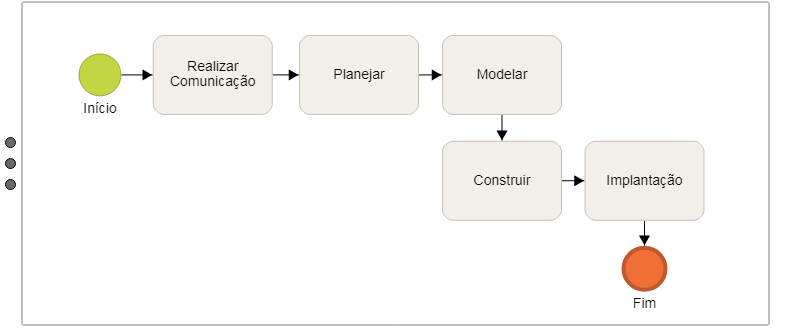 Início
Realizar
Comunicação
Planejar
Modelar
Construir
Implantação
Fim